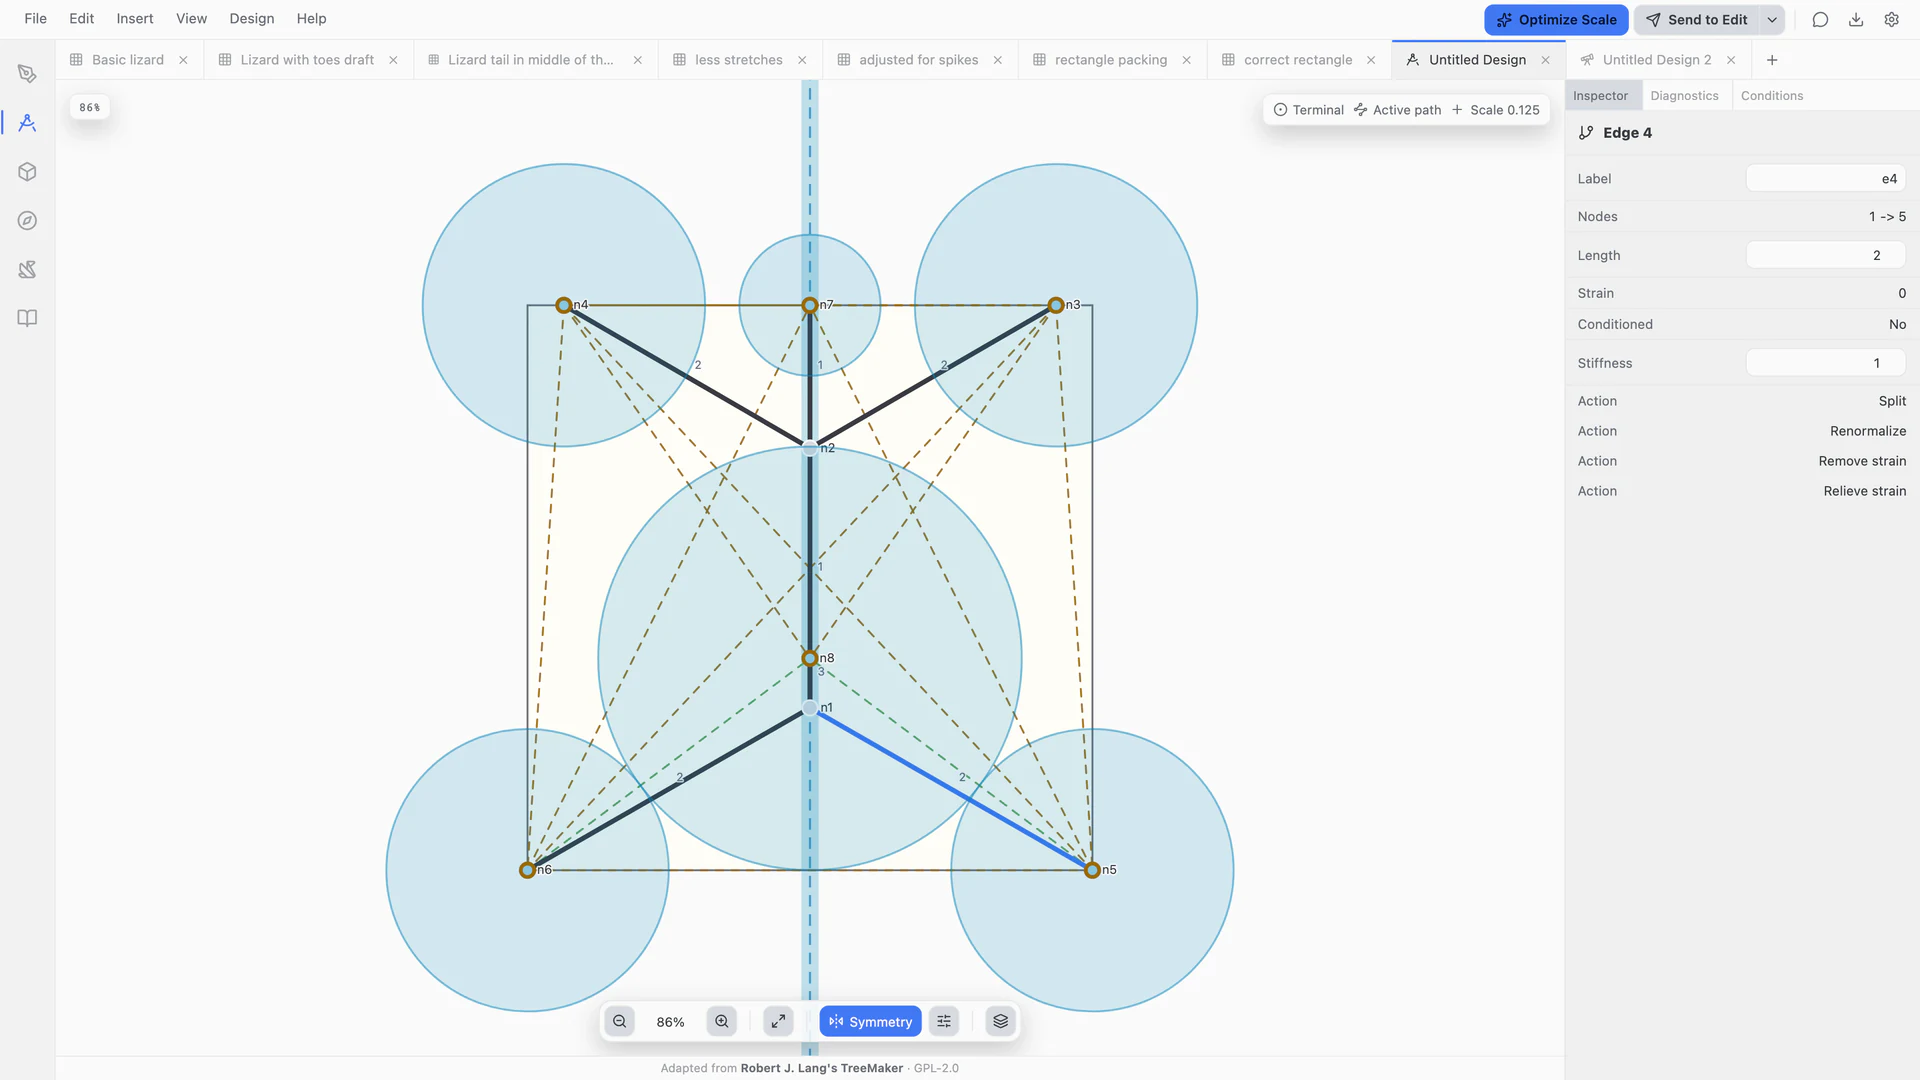 File Edit Insert View Design Help
Optimize Scale Send to Edit
Basic lizard Lizard with toes draft Lizard tail in middle of th... less stretches adjusted for spikes rectangle packing correct rectangle Untitled Design Untitled Design 2
86%
Terminal Active path Scale 0.125
n4 n7 n3
2 1 2
n2
1
n8
3
n1
2 2
n6 n5
86% Symmetry
Adapted from Robert J. Lang's TreeMaker · GPL-2.0
Inspector Diagnostics Conditions
Edge 4
Label e4
Nodes 1 -> 5
Length 2
Strain 0
Conditioned No
Stiffness 1
Action Split
Action Renormalize
Action Remove strain
Action Relieve strain